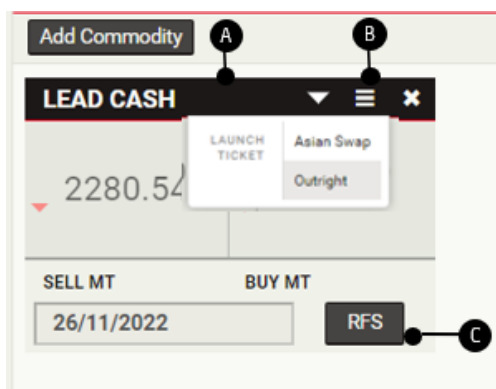 Add Commodity
A
B
LEAD CASH
LAUNCH
TICKET
Asian Swap
Outright
2280.54
SELL MT
BUY MT
26/11/2022
RFS
C